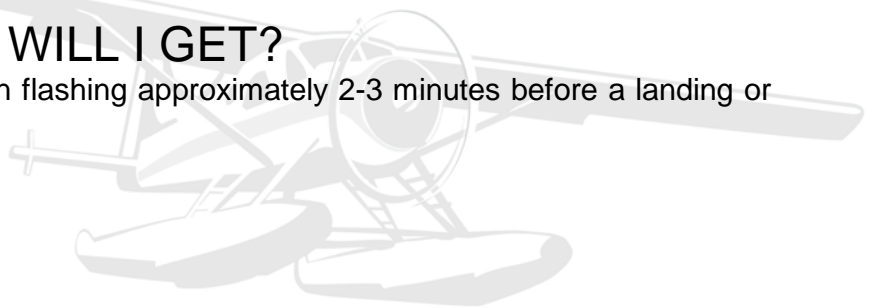 WILL I GET?
n flashing approximately 2-3 minutes before a landing or